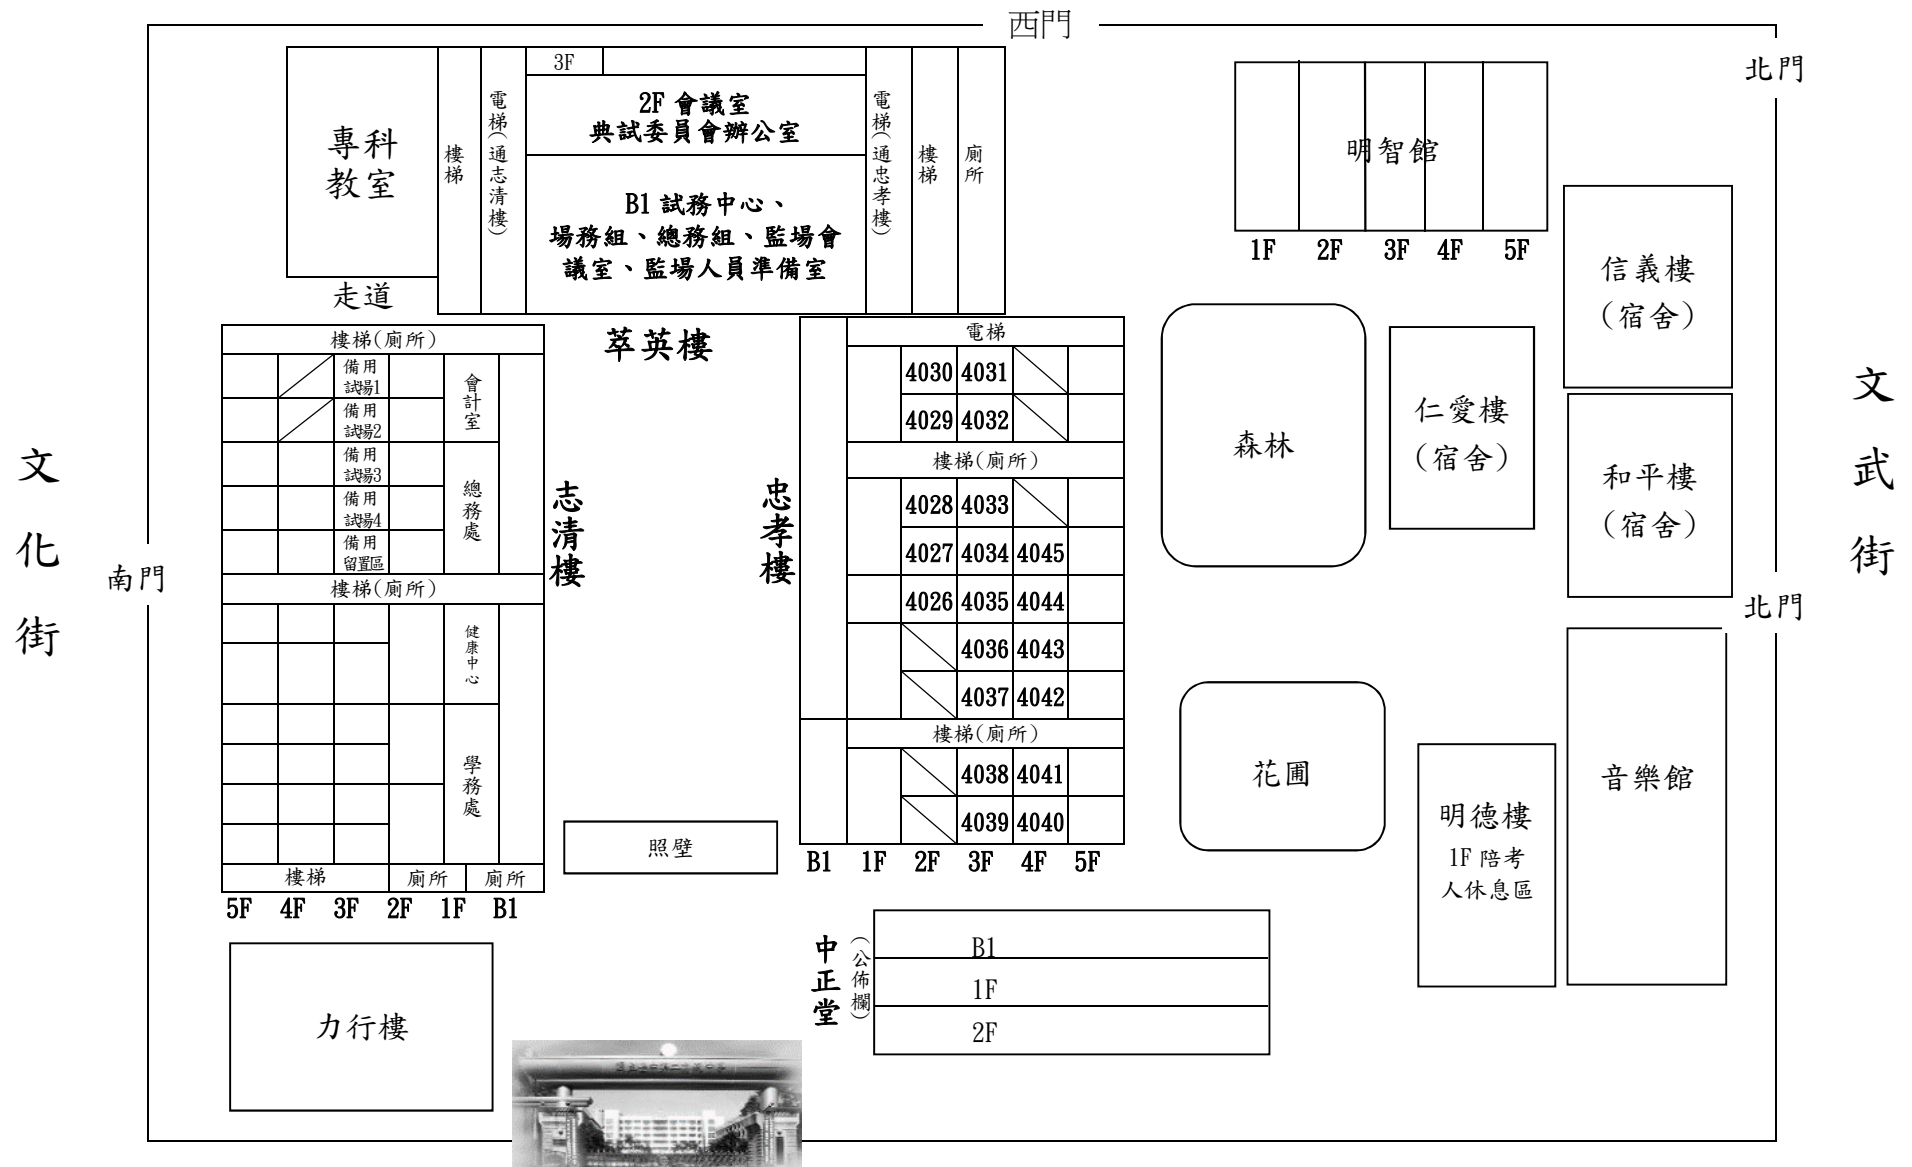 西門
北門
3F
2F 會議室
典試委員會辦公室
B1 試務中心、
場務組、總務組、監場會
議室、監場人員準備室
專科
教室
樓梯
電梯(通志清樓)
電梯(通忠孝樓)
樓梯
廁所
走道
萃英樓
明智館
1F 2F 3F 4F 5F
信義樓
(宿舍)
仁愛樓
(宿舍)
和平樓
(宿舍)
森林
文化街
南門
文武街
北門
樓梯(廁所)
備用
試場1
備用
試場2
會計室
備用
試場3
備用
試場4
備用
留置區
總務處
樓梯(廁所)
健康中心
學務處
樓梯 廁所 廁所
5F 4F 3F 2F 1F B1
志清樓
忠孝樓
電梯
4030 4031
4029 4032
樓梯(廁所)
4028 4033
4027 4034 4045
4026 4035 4044
4036 4043
4037 4042
樓梯(廁所)
4038 4041
4039 4040
B1 1F 2F 3F 4F 5F
照壁
花圃
明德樓
1F 陪考
人休息區
音樂館
中正堂
(公佈欄)
B1
1F
2F
力行樓